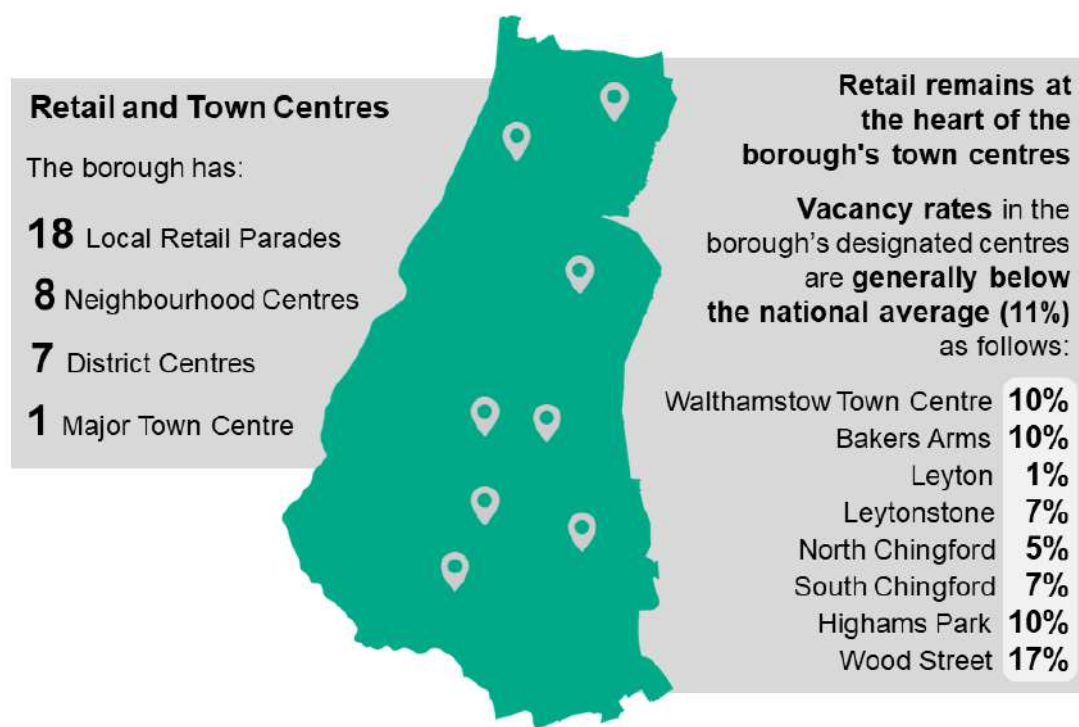 Retail and Town Centres
The borough has:
18 Local Retail Parades
8 Neighbourhood Centres
7 District Centres
1 Major Town Centre
Retail remains at
the heart of the
borough's town centres
Vacancy rates in the
borough’s designated centres
are generally below
the national average (11%)
as follows:
Walthamstow Town Centre 10%
Bakers Arms 10%
Leyton 1%
Leytonstone 7%
North Chingford 5%
South Chingford 7%
Highams Park 10%
Wood Street 17%